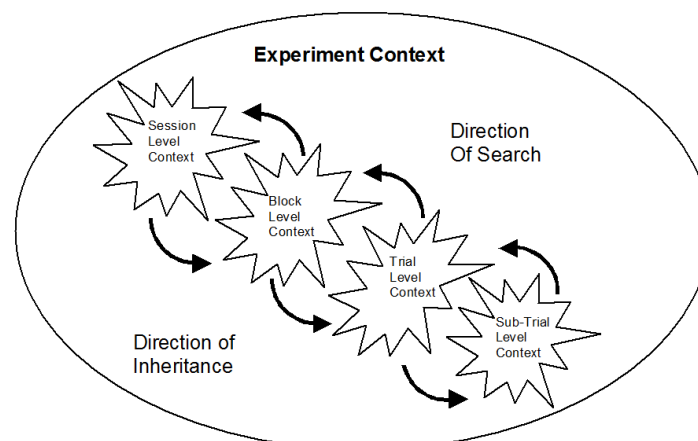 Experiment Context
Session
Level
Context
Direction
Of Search
Block
Level
Context
Trial
Level
Context
Sub-Trial
Level
Context
Direction of
Inheritance